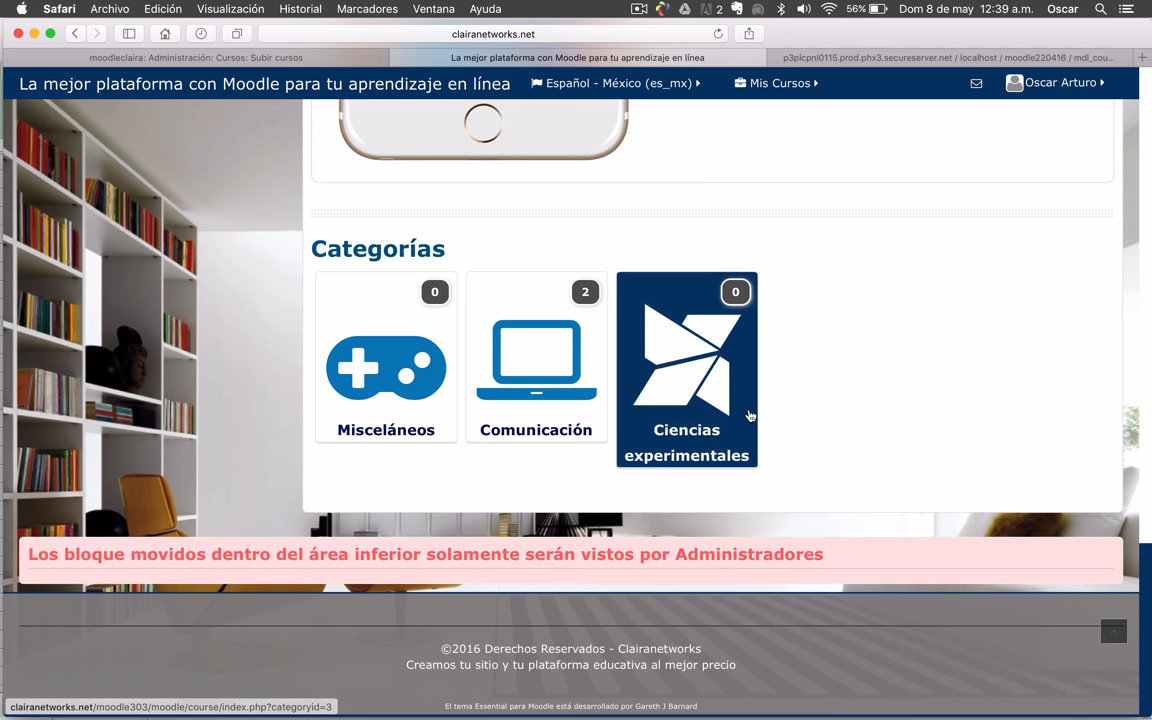 Safari Archivo Edición Visualización Historial Marcadores Ventana Ayuda 2 56% Dom 8 de may 12:39 a.m. Oscar
clairanetworks.net
moodleclaira: Administración: Cursos: Subir cursos La mejor plataforma con Moodle para tu aprendizaje en línea p3plcpnl0115.prod.phx3.secureserver.net / localhost / moodle220416 / mdl_cou...
La mejor plataforma con Moodle para tu aprendizaje en línea Español - México (es_mx) Mis Cursos Oscar Arturo
Categorías
0 2 0
Misceláneos Comunicación Ciencias
experimentales
Los bloque movidos dentro del área inferior solamente serán vistos por Administradores
©2016 Derechos Reservados - Clairanetworks
Creamos tu sitio y tu plataforma educativa al mejor precio
clairanetworks.net/moodle303/moodle/course/index.php?categoryid=3 El tema Essential para Moodle está desarrollado por Gareth J Barnard